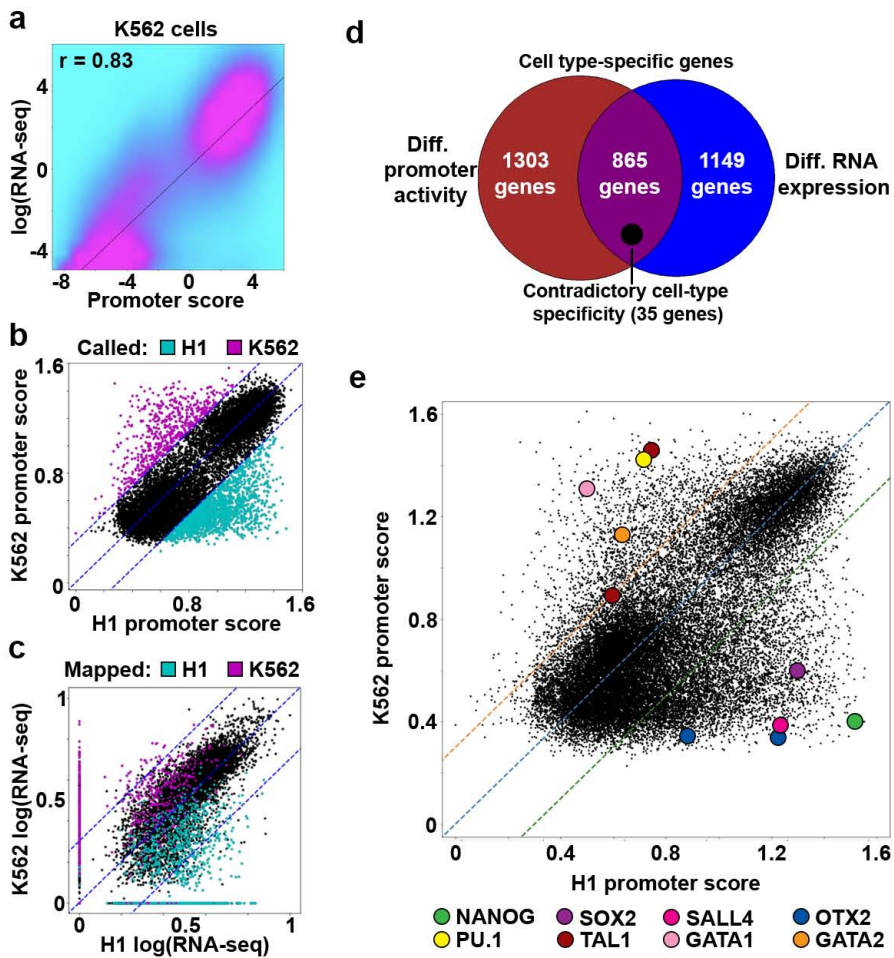 a
K562 cells
r = 0.83
log(RNA-seq)
4
0
-4
-8
-4
0
4
Promoter score
b
Called: H1 K562
K562 promoter score
1.6
0.8
0
0
0.8
1.6
H1 promoter score
c
Mapped: H1 K562
K562 log(RNA-seq)
1
0.5
0
0
0.5
1
H1 log(RNA-seq)
d
Cell type-specific genes
Diff.
promoter
activity
1303
genes
865
genes
1149
genes
Diff. RNA
expression
Contradictory cell-type
specificity (35 genes)
e
K562 promoter score
1.6
1.2
0.8
0.4
0
0
0.4
0.8
1.2
1.6
H1 promoter score
NANOG SOX2 SALL4 OTX2
PU.1 TAL1 GATA1 GATA2